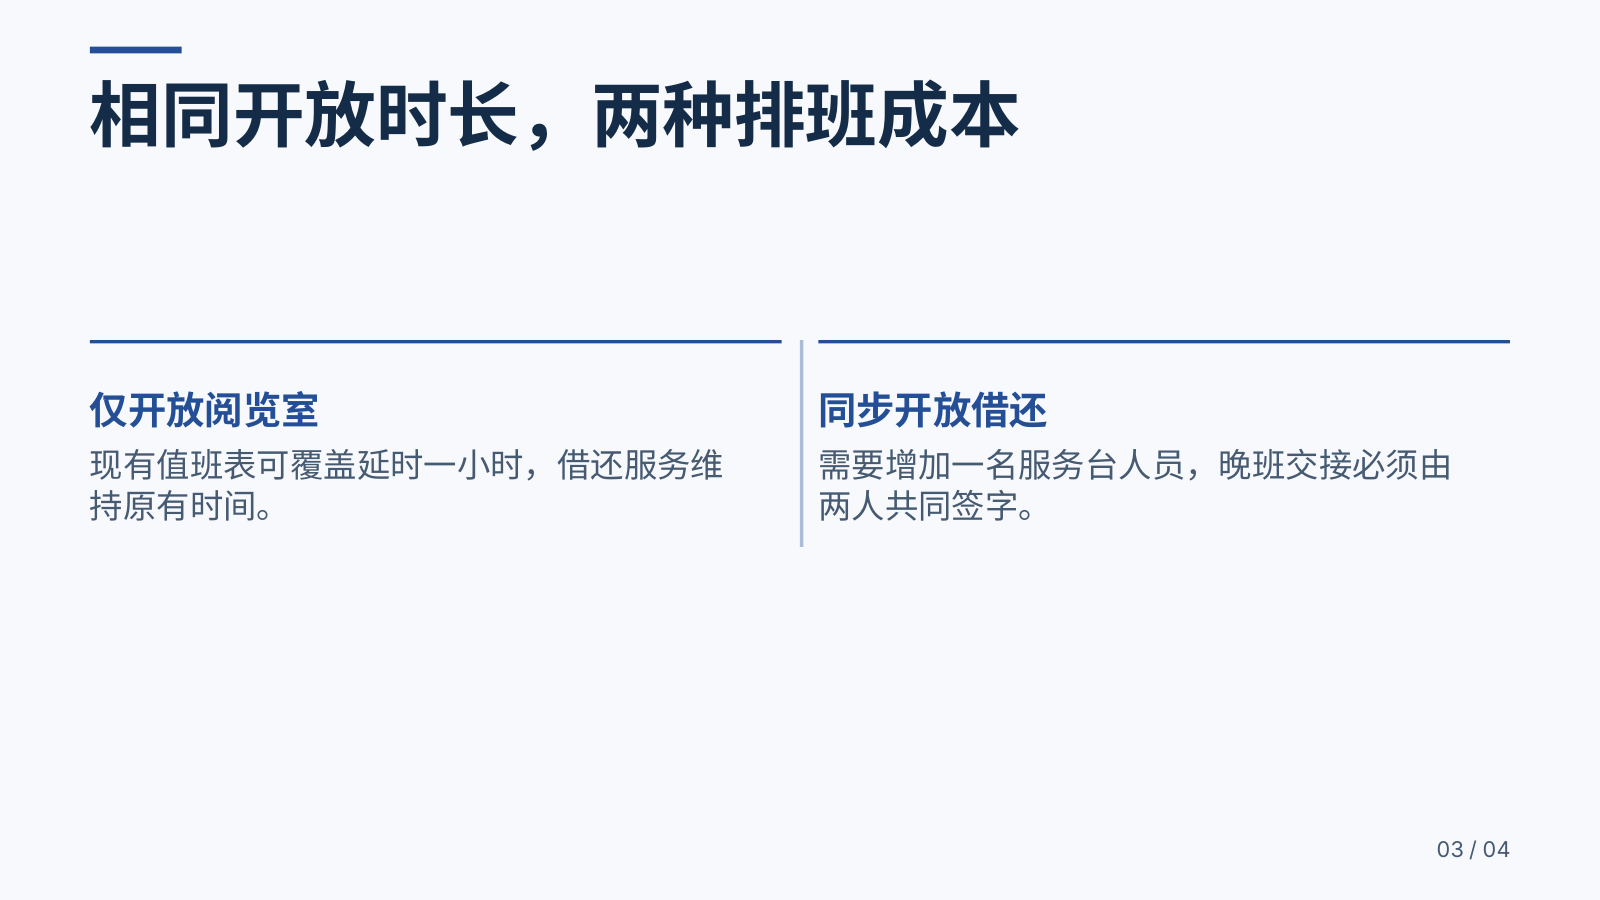 相同开放时长，两种排班成本
仅开放阅览室
现有值班表可覆盖延时一小时，借还服务维
持原有时间。
同步开放借还
需要增加一名服务台人员，晚班交接必须由
两人共同签字。
03 / 04